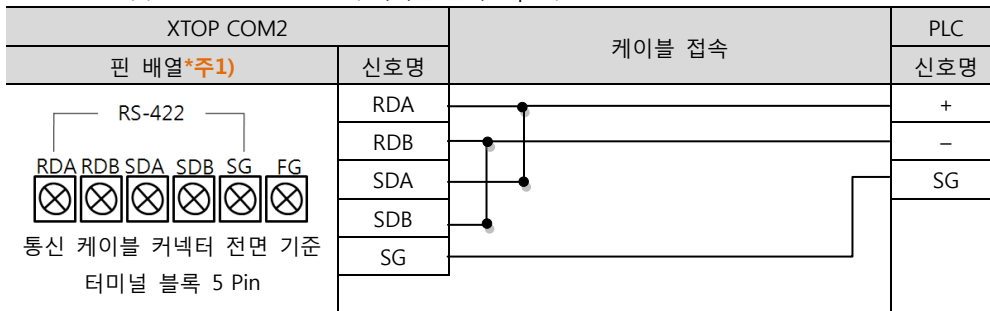 XTOP COM2
케이블 접속
PLC
핀 배열*주1)
신호명
신호명
RS-422
RDA RDB SDA SDB SG FG
통신 케이블 커넥터 전면 기준
터미널 블록 5 Pin
RDA
+
RDB
−
SDA
SG
SDB
SG